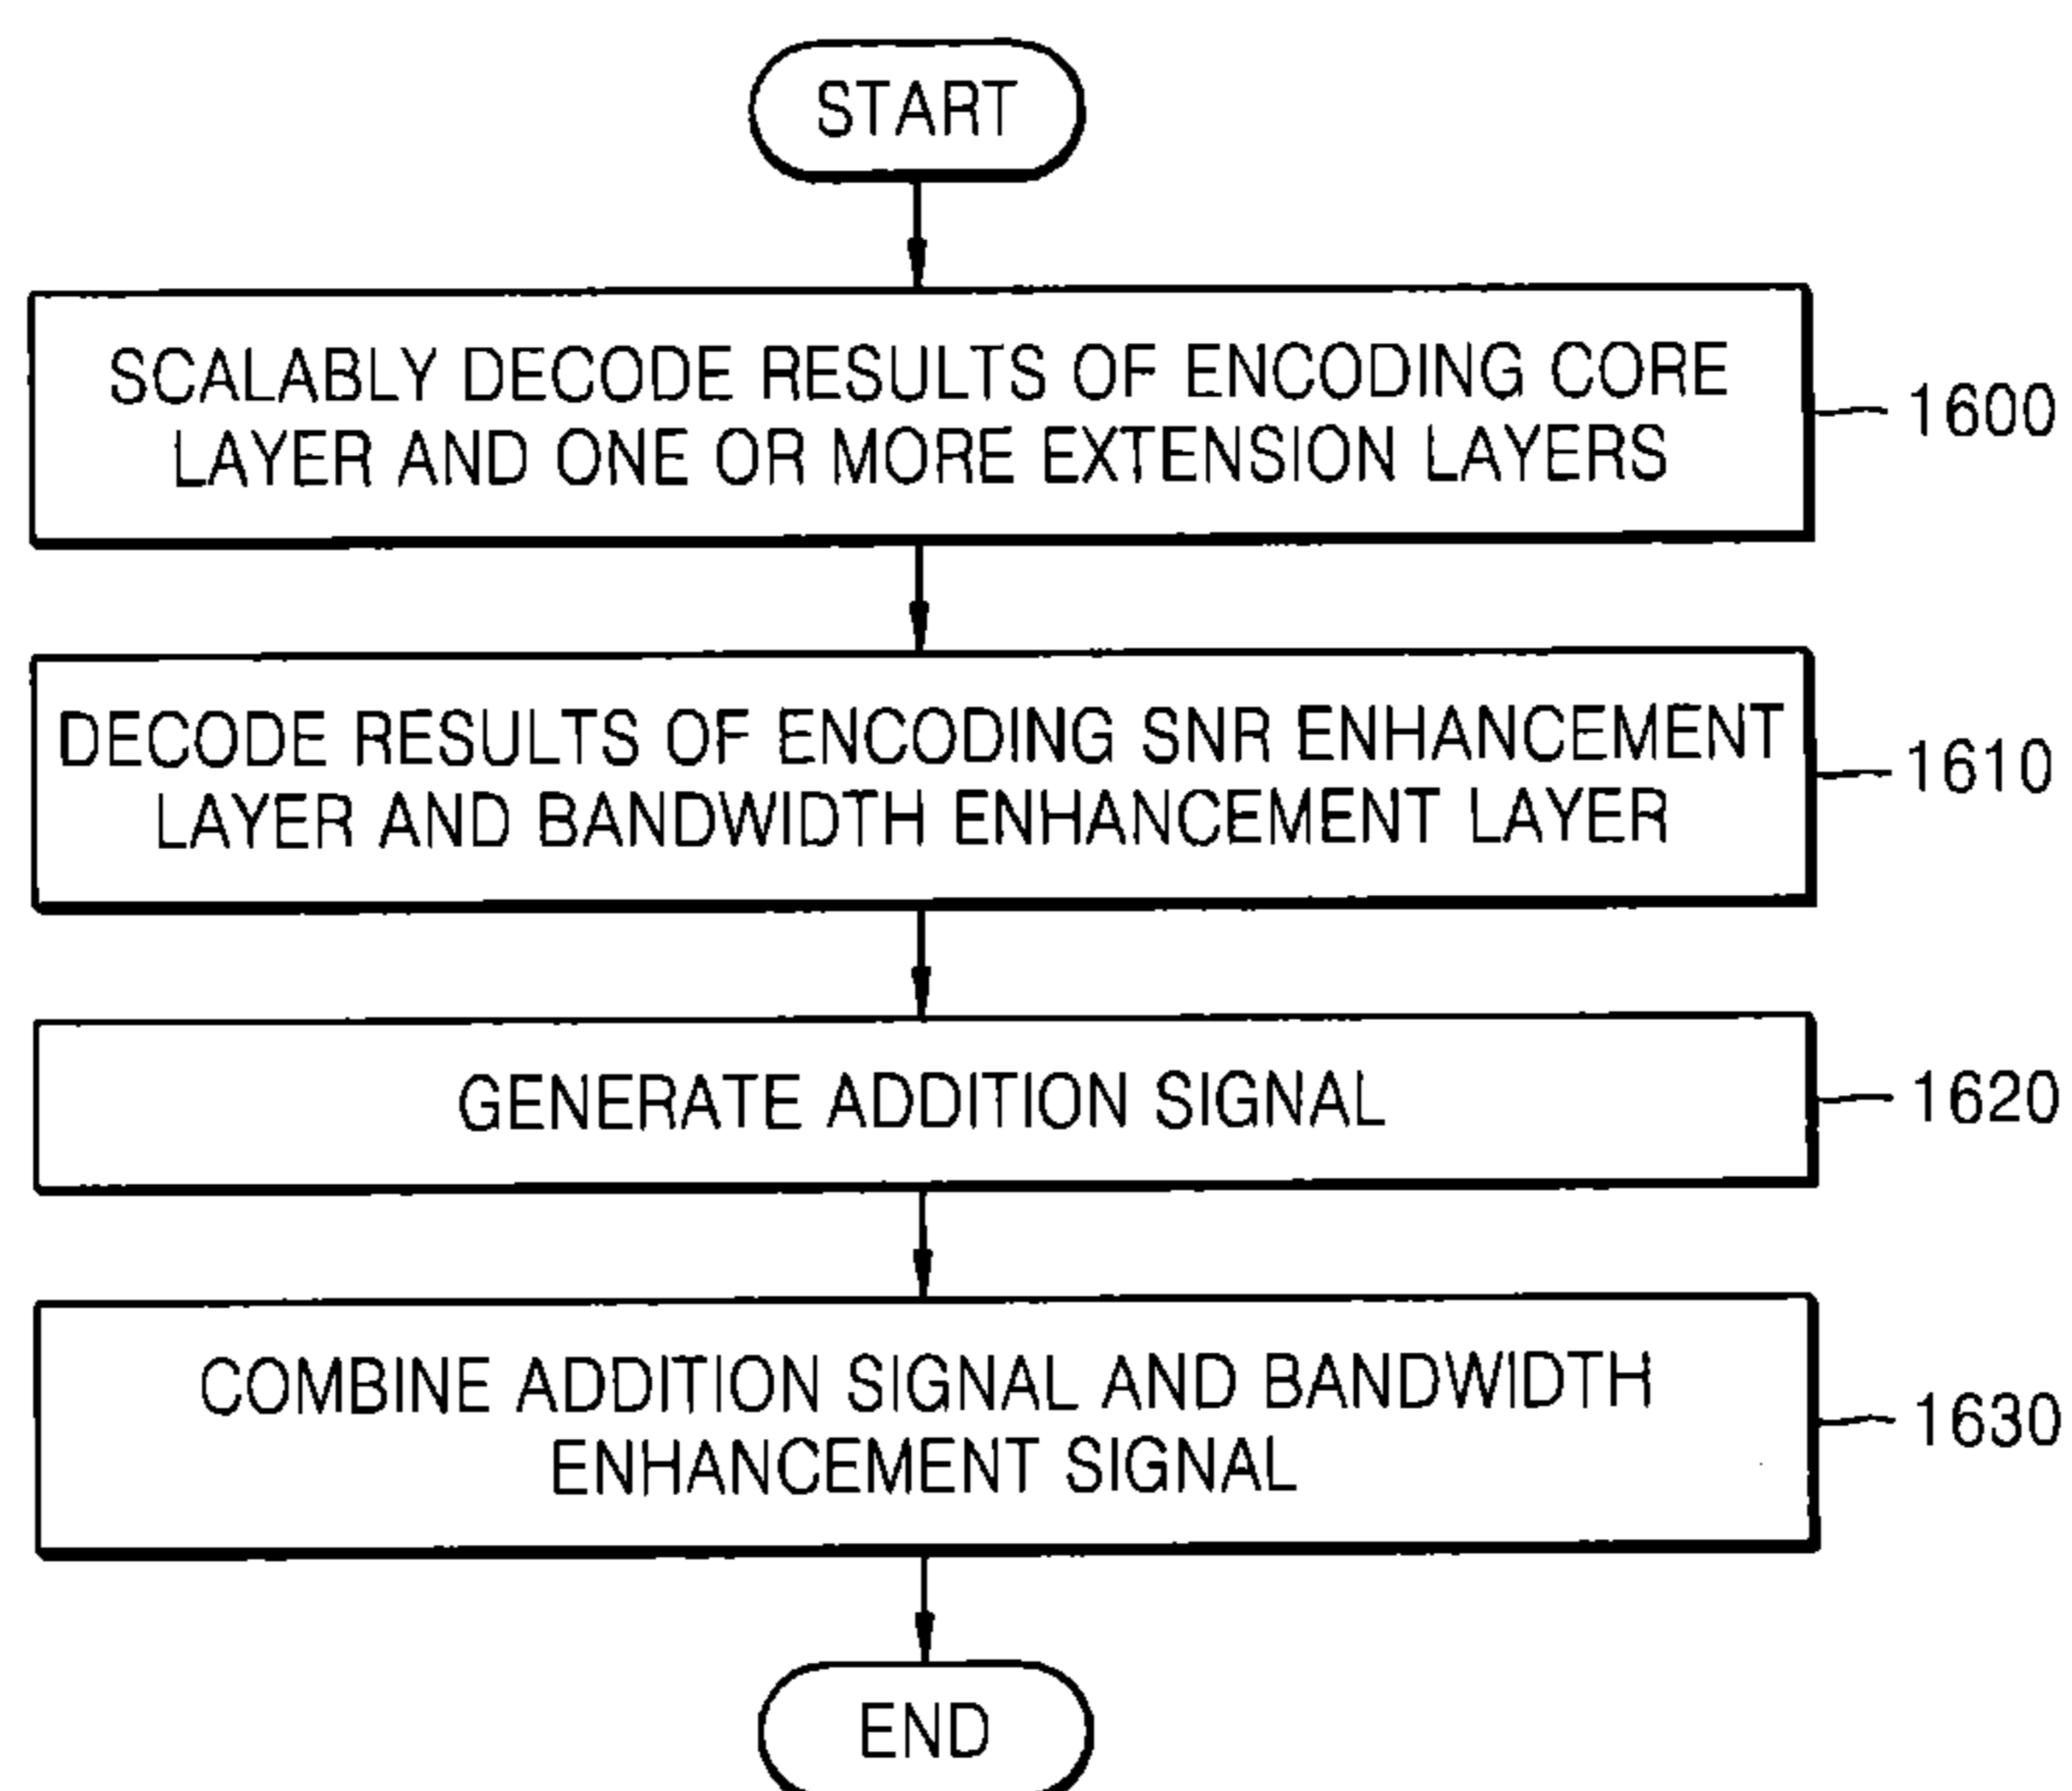 START
SCALABLY DECODE RESULTS OF ENCODING CORE
LAYER AND ONE OR MORE EXTENSION LAYERS
1600
DECODE RESULTS OF ENCODING SNR ENHANCEMENT
LAYER AND BANDWIDTH ENHANCEMENT LAYER
1610
GENERATE ADDITION SIGNAL
1620
COMBINE ADDITION SIGNAL AND BANDWIDTH
ENHANCEMENT SIGNAL
1630
END